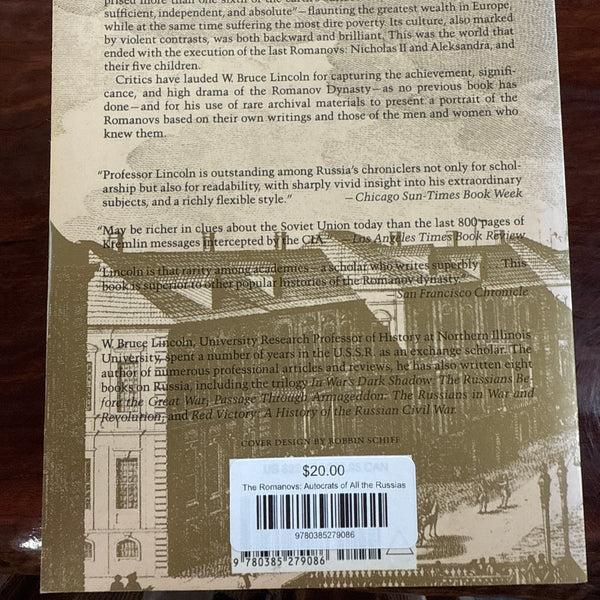 prised more than one sixth of the earth
sufficient, independent, and absolute"—flaunting the greatest wealth in Europe,
while at the same time suffering the most dire poverty. Its culture, also marked
by violent contrasts, was both backward and brilliant. This was the world that
ended with the execution of the last Romanovs: Nicholas II and Aleksandra, and
their five children.
Critics have lauded W. Bruce Lincoln for capturing the achievement, signifi-
cance, and high drama of the Romanov Dynasty—as no previous book has
done—and for his use of rare archival materials to present a portrait of the
Romanovs based on their own writings and those of the men and women who
knew them.
"Professor Lincoln is outstanding among Russia's chroniclers not only for schol-
arship but also for readability, with sharply vivid insight into his extraordinary
subjects, and a richly flexible style." —Chicago Sun-Times Book Week
"May be richer in clues about the Soviet Union today than the last 800 pages of
Kremlin messages intercepted by the CIA." —Los Angeles Times Book Review
"Lincoln is that rarity among academics—a scholar who writes superbly. . . . This
book is superior to other popular histories of the Romanov dynasty."
—San Francisco Chronicle
W. Bruce Lincoln, University Research Professor of History at Northern Illinois
University, spent a number of years in the U.S.S.R. as an exchange scholar. The
author of numerous professional articles and reviews, he has also written eight
books on Russia, including the trilogy In War's Dark Shadow: The Russians Be-
fore the Great War; Passage Through Armageddon: The Russians in War and
Revolution; and Red Victory: A History of the Russian Civil War.
COVER DESIGN BY ROBBIN SCHIFF
$20.00
The Romanovs: Autocrats of All the Russias
9780385279086
9 780385 279086